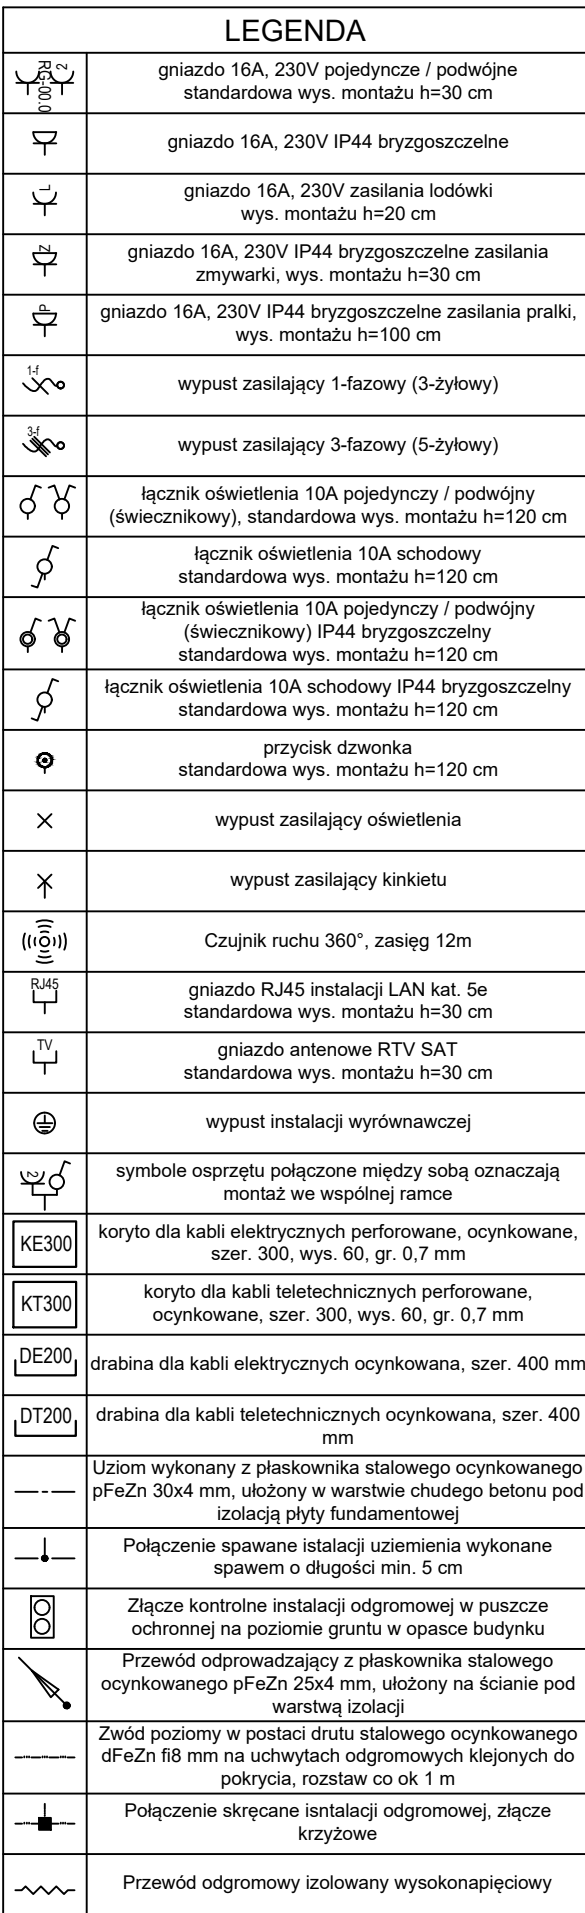 LEGENDA
RG-00.0
2
gniazdo 16A, 230V pojedyncze / podwójne
standardowa wys. montażu h=30 cm
gniazdo 16A, 230V IP44 bryzgoszczelne
L
gniazdo 16A, 230V zasilania lodówki
wys. montażu h=20 cm
Z
gniazdo 16A, 230V IP44 bryzgoszczelne zasilania
zmywarki, wys. montażu h=30 cm
P
gniazdo 16A, 230V IP44 bryzgoszczelne zasilania pralki,
wys. montażu h=100 cm
1-f
wypust zasilający 1-fazowy (3-żyłowy)
3-f
wypust zasilający 3-fazowy (5-żyłowy)
łącznik oświetlenia 10A pojedynczy / podwójny
(świecznikowy), standardowa wys. montażu h=120 cm
łącznik oświetlenia 10A schodowy
standardowa wys. montażu h=120 cm
łącznik oświetlenia 10A pojedynczy / podwójny
(świecznikowy) IP44 bryzgoszczelny
standardowa wys. montażu h=120 cm
łącznik oświetlenia 10A schodowy IP44 bryzgoszczelny
standardowa wys. montażu h=120 cm
przycisk dzwonka
standardowa wys. montażu h=120 cm
wypust zasilający oświetlenia
wypust zasilający kinkietu
Czujnik ruchu 360°, zasięg 12m
RJ45
gniazdo RJ45 instalacji LAN kat. 5e
standardowa wys. montażu h=30 cm
TV
gniazdo antenowe RTV SAT
standardowa wys. montażu h=30 cm
wypust instalacji wyrównawczej
2
symbole osprzętu połączone między sobą oznaczają
montaż we wspólnej ramce
KE300
koryto dla kabli elektrycznych perforowane, ocynkowane,
szer. 300, wys. 60, gr. 0,7 mm
KT300
koryto dla kabli teletechnicznych perforowane,
ocynkowane, szer. 300, wys. 60, gr. 0,7 mm
DE200
drabina dla kabli elektrycznych ocynkowana, szer. 400 mm
DT200
drabina dla kabli teletechnicznych ocynkowana, szer. 400
mm
Uziom wykonany z płaskownika stalowego ocynkowanego
pFeZn 30x4 mm, ułożony w warstwie chudego betonu pod
izolacją płyty fundamentowej
Połączenie spawane istalacji uziemienia wykonane
spawem o długości min. 5 cm
Złącze kontrolne instalacji odgromowej w puszcze
ochronnej na poziomie gruntu w opasce budynku
Przewód odprowadzający z płaskownika stalowego
ocynkowanego pFeZn 25x4 mm, ułożony na ścianie pod
warstwą izolacji
Zwód poziomy w postaci drutu stalowego ocynkowanego
dFeZn fi8 mm na uchwytach odgromowych klejonych do
pokrycia, rozstaw co ok 1 m
Połączenie skręcane isntalacji odgromowej, złącze
krzyżowe
Przewód odgromowy izolowany wysokonapięciowy